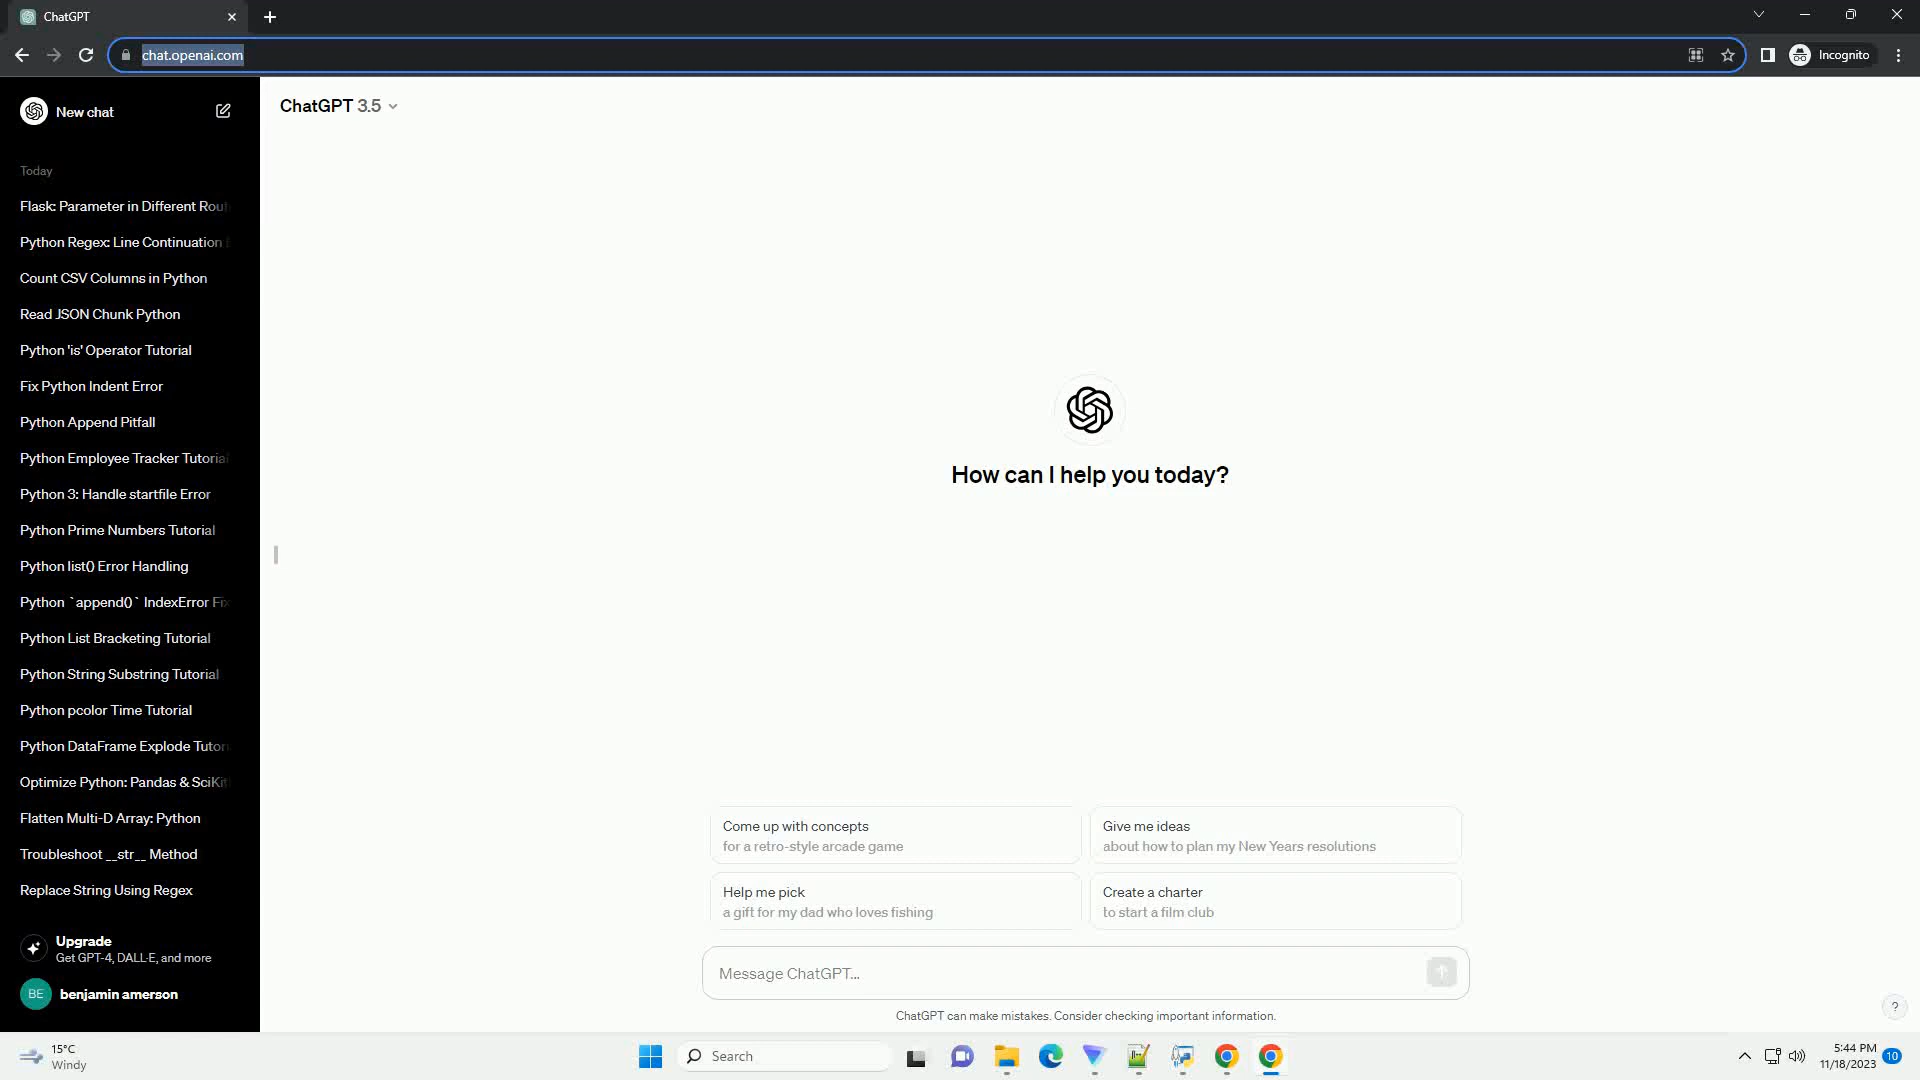 ChatGPT
chat.openai.com
Incognito
New chat
ChatGPT 3.5
Today
Flask: Parameter in Different Rout
Python Regex: Line Continuation
Count CSV Columns in Python
Read JSON Chunk Python
Python 'is' Operator Tutorial
Fix Python Indent Error
Python Append Pitfall
Python Employee Tracker Tutorial
Python 3: Handle startfile Error
Python Prime Numbers Tutorial
Python list() Error Handling
Python `append()` IndexError Fix
Python List Bracketing Tutorial
Python String Substring Tutorial
Python pcolor Time Tutorial
Python DataFrame Explode Tutori
Optimize Python: Pandas & SciKit
Flatten Multi-D Array: Python
Troubleshoot __str__ Method
Replace String Using Regex
Upgrade
Get GPT-4, DALL·E, and more
BE
benjamin amerson
How can I help you today?
Come up with concepts
for a retro-style arcade game
Give me ideas
about how to plan my New Years resolutions
Help me pick
a gift for my dad who loves fishing
Create a charter
to start a film club
Message ChatGPT...
ChatGPT can make mistakes. Consider checking important information.
?
15°C
Windy
Search
5:44 PM
11/18/2023
10